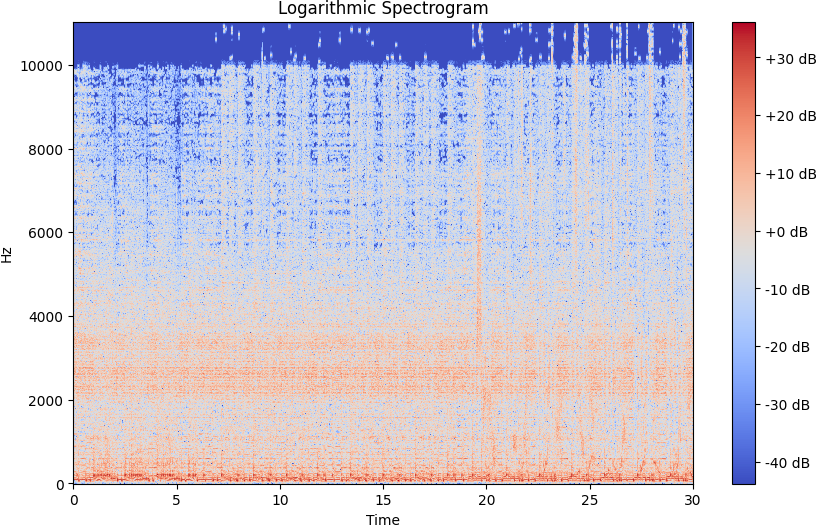 Logarithmic Spectrogram
+30 dB
10000
+20 dB
8000
+10 dB
6000
+0 dB
Hz
-10 dB
4000
-20 dB
2000
-30 dB
-40 dB
0
0 5 10 15 20 25 30
Time